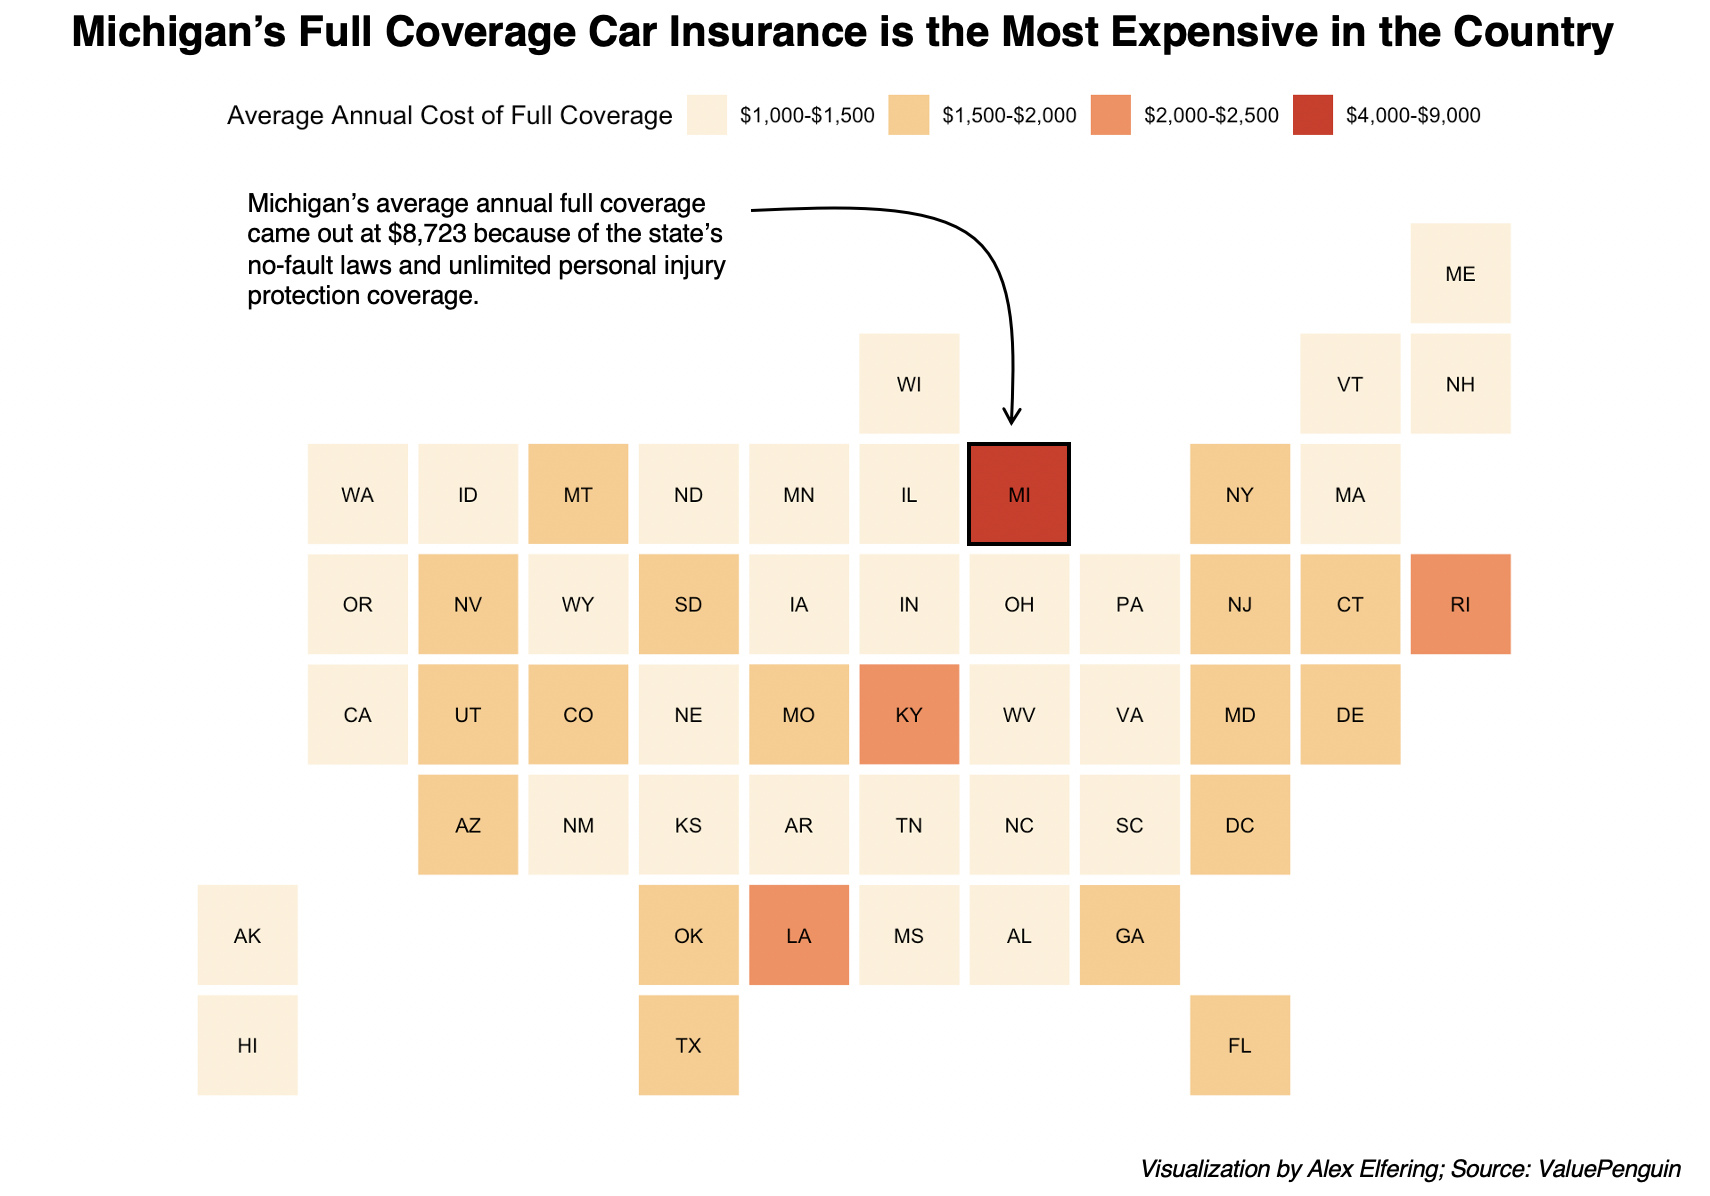 Michigan’s Full Coverage Car Insurance is the Most Expensive in the Country
Average Annual Cost of Full Coverage $1,000-$1,500 $1,500-$2,000 $2,000-$2,500 $4,000-$9,000
Michigan’s average annual full coverage
came out at $8,723 because of the state’s
no-fault laws and unlimited personal injury
protection coverage.
ME
WI VT NH
WA ID MT ND MN IL MI NY MA
OR NV WY SD IA IN OH PA NJ CT RI
CA UT CO NE MO KY WV VA MD DE
AZ NM KS AR TN NC SC DC
AK OK LA MS AL GA
HI TX FL
Visualization by Alex Elfering; Source: ValuePenguin